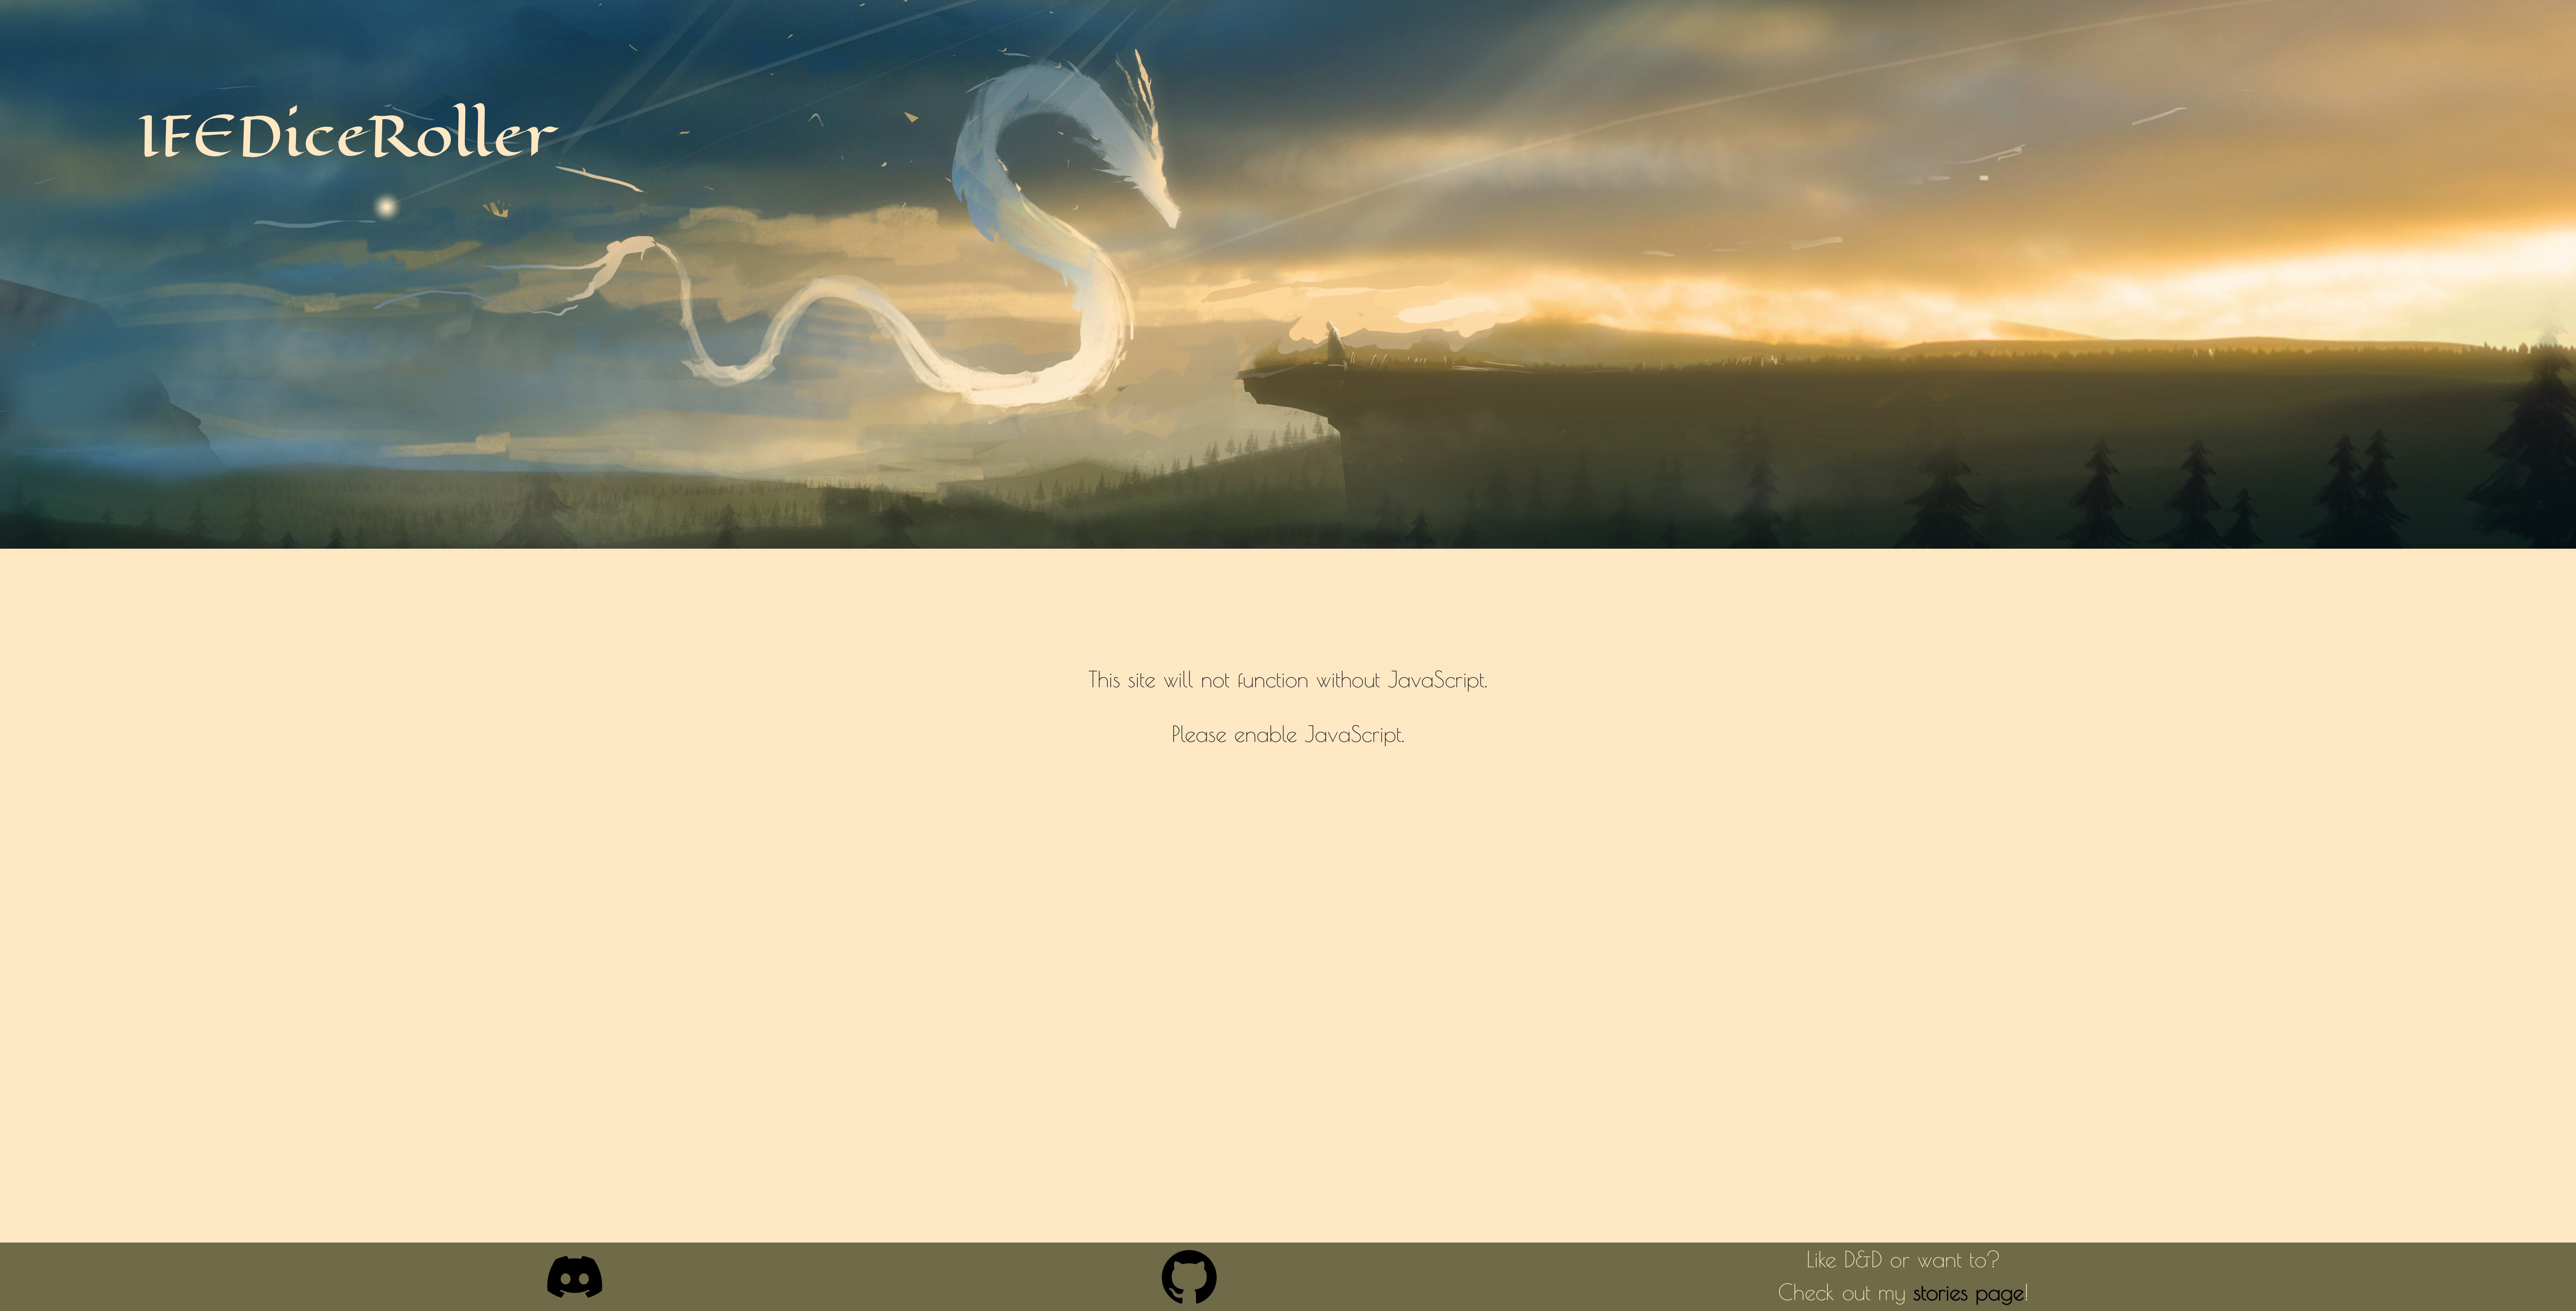 IFEDiceRoller
This site will not function without JavaScript.
Please enable JavaScript.
Like D&D or want to?
Check out my stories page!